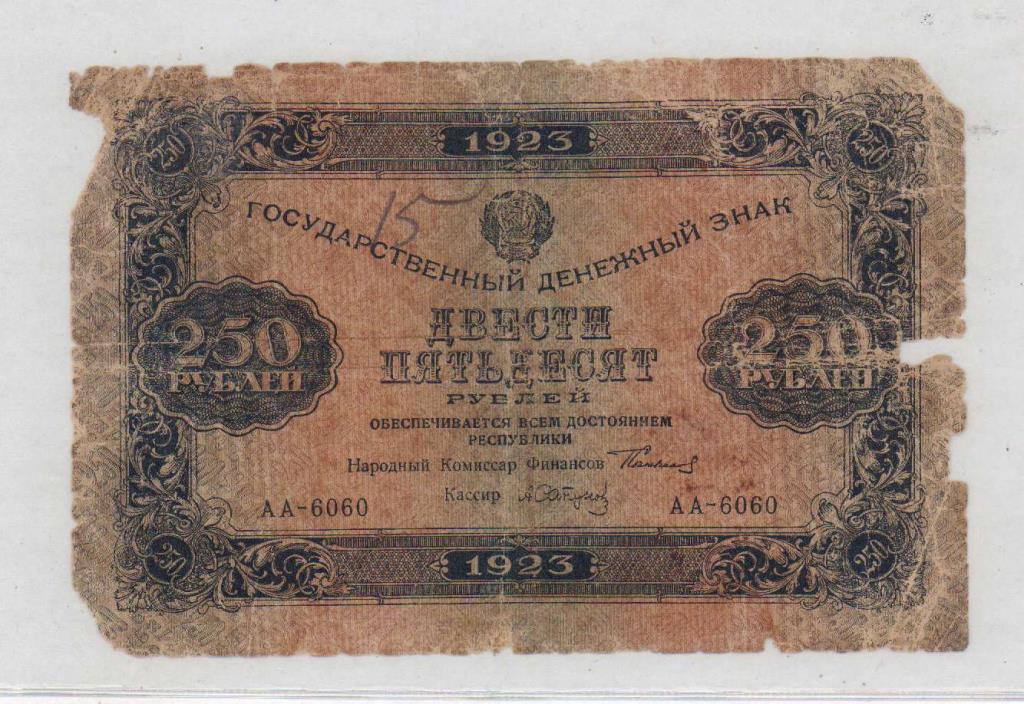 250
1923
250
15
ГОСУДАРСТВЕННЫЙ ДЕНЕЖНЫЙ ЗНАК
250
РУБЛЕЙ
ДВЕСТИ
ПЯТЬДЕСЯТ
РУБЛЕЙ
250
РУБЛЕЙ
ОБЕСПЕЧИВАЕТСЯ ВСЕМ ДОСТОЯНИЕМ
РЕСПУБЛИКИ
Народный Комиссар Финансов
Кассир
АА-6060
АА-6060
250
1923
250